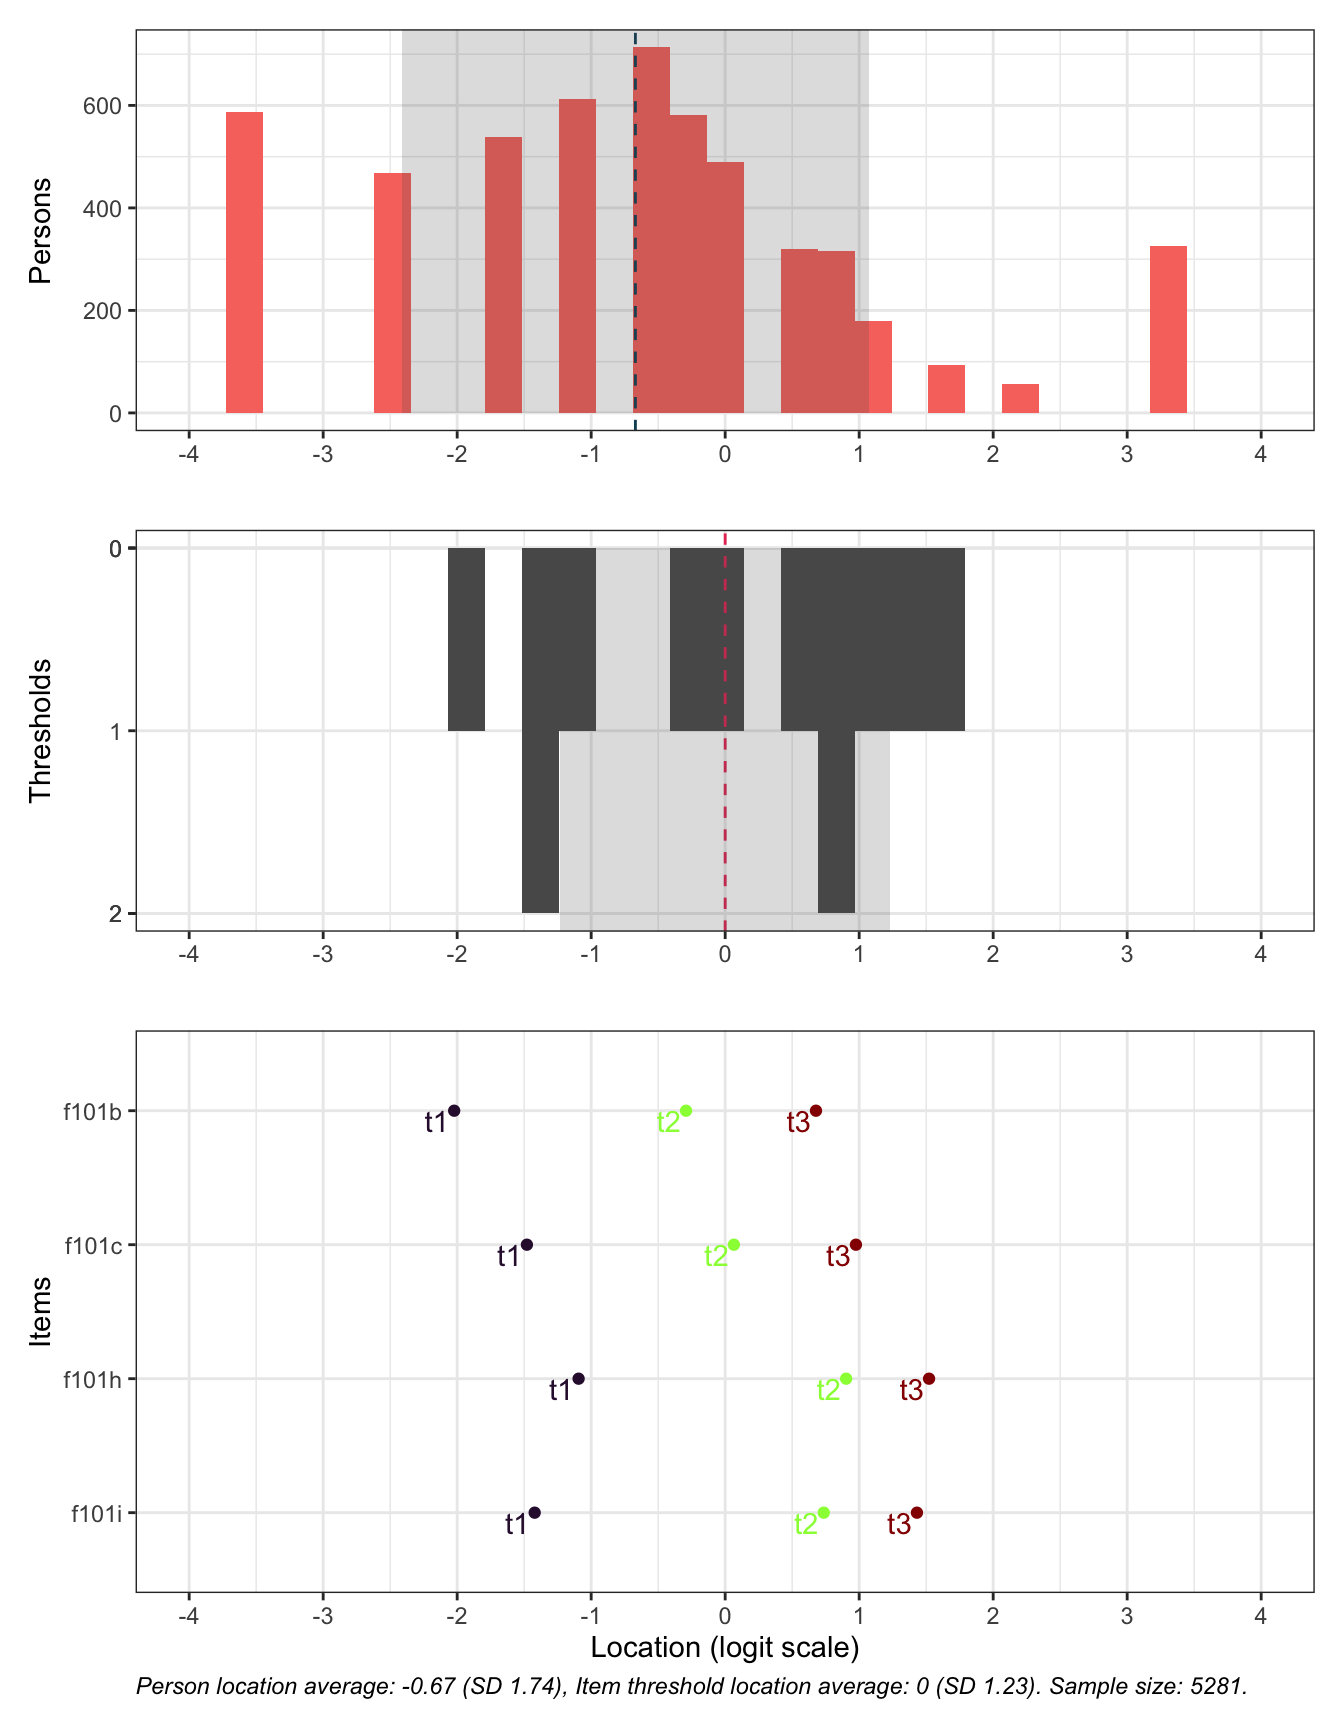 Persons
600
400
200
0
-4 -3 -2 -1 0 1 2 3 4
Thresholds
0
1
2
-4 -3 -2 -1 0 1 2 3 4
Items
f101b t1 t2 t3
f101c t1 t2 t3
f101h t1 t2 t3
f101i t1 t2 t3
-4 -3 -2 -1 0 1 2 3 4
Location (logit scale)
Person location average: -0.67 (SD 1.74), Item threshold location average: 0 (SD 1.23). Sample size: 5281.